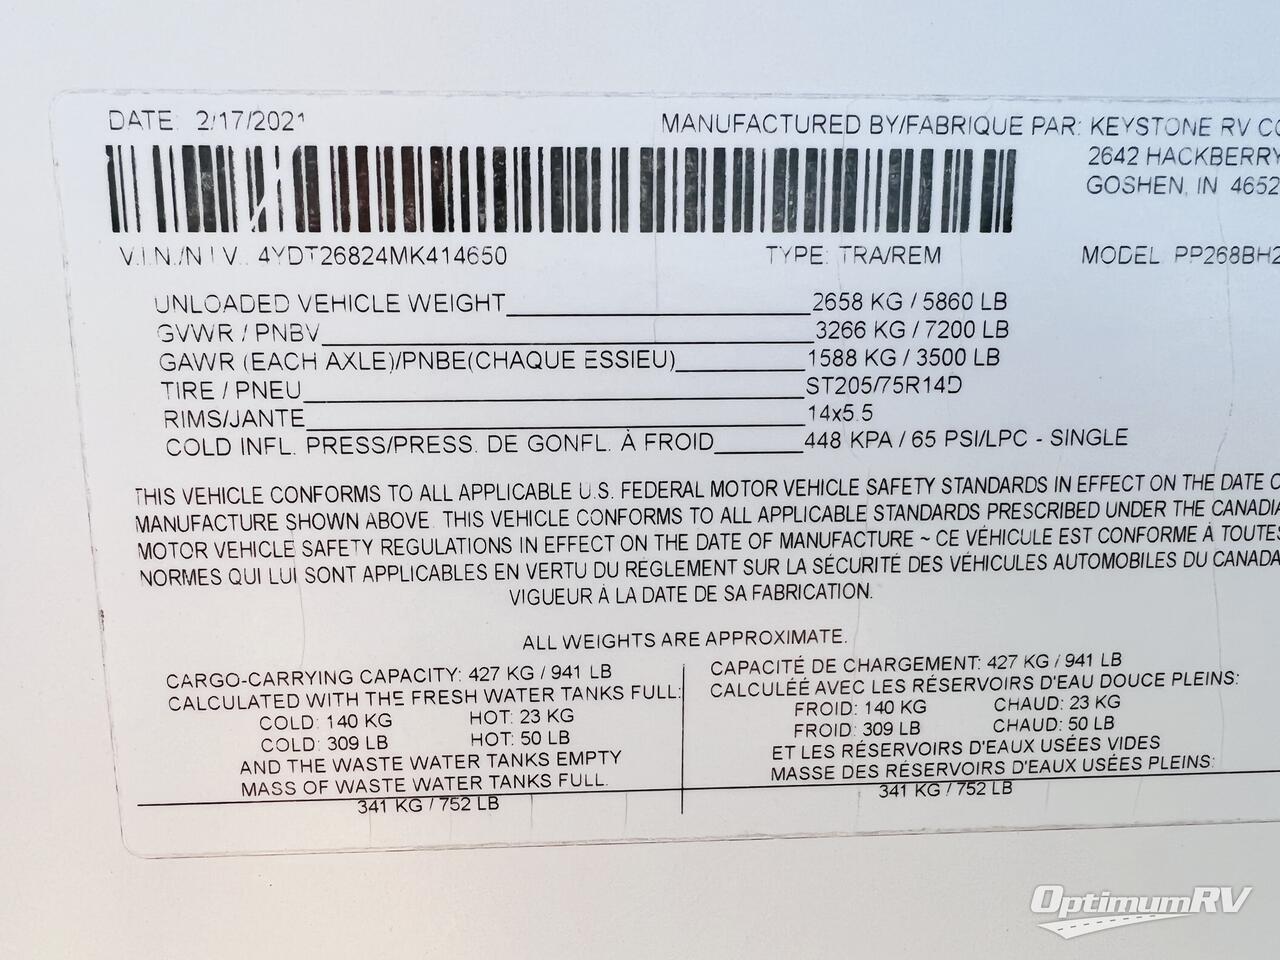 DATE: 2/17/2021
MANUFACTURED BY/FABRIQUE PAR: KEYSTONE RV CO
2642 HACKBERRY
GOSHEN, IN 4652
V.I.N./N.I.V.: 4YDT26824MK414650 TYPE: TRA/REM MODEL: PP268BH2
UNLOADED VEHICLE WEIGHT 2658 KG / 5860 LB
GVWR / PNBV 3266 KG / 7200 LB
GAWR (EACH AXLE)/PNBE(CHAQUE ESSIEU) 1588 KG / 3500 LB
TIRE / PNEU ST205/75R14D
RIMS/JANTE 14x5.5
COLD INFL. PRESS/PRESS. DE GONFL. À FROID 448 KPA / 65 PSI/LPC - SINGLE
THIS VEHICLE CONFORMS TO ALL APPLICABLE U.S. FEDERAL MOTOR VEHICLE SAFETY STANDARDS IN EFFECT ON THE DATE
MANUFACTURE SHOWN ABOVE. THIS VEHICLE CONFORMS TO ALL APPLICABLE STANDARDS PRESCRIBED UNDER THE CANADIA
MOTOR VEHICLE SAFETY REGULATIONS IN EFFECT ON THE DATE OF MANUFACTURE ~ CE VÉHICULE EST CONFORME À TOUTES
NORMES QUI LUI SONT APPLICABLES EN VERTU DU RÈGLEMENT SUR LA SÉCURITÉ DES VÉHICULES AUTOMOBILES DU CANADA
VIGUEUR À LA DATE DE SA FABRICATION.
ALL WEIGHTS ARE APPROXIMATE.
CARGO-CARRYING CAPACITY: 427 KG / 941 LB
CALCULATED WITH THE FRESH WATER TANKS FULL:
COLD: 140 KG HOT: 23 KG
COLD: 309 LB HOT: 50 LB
AND THE WASTE WATER TANKS EMPTY
MASS OF WASTE WATER TANKS FULL.
341 KG / 752 LB
CAPACITÉ DE CHARGEMENT: 427 KG / 941 LB
CALCULÉE AVEC LES RÉSERVOIRS D'EAU DOUCE PLEINS:
FROID: 140 KG CHAUD: 23 KG
FROID: 309 LB CHAUD: 50 LB
ET LES RÉSERVOIRS D'EAUX USÉES VIDES
MASSE DES RÉSERVOIRS D'EAUX USÉES PLEINS:
341 KG / 752 LB
OptimumRV